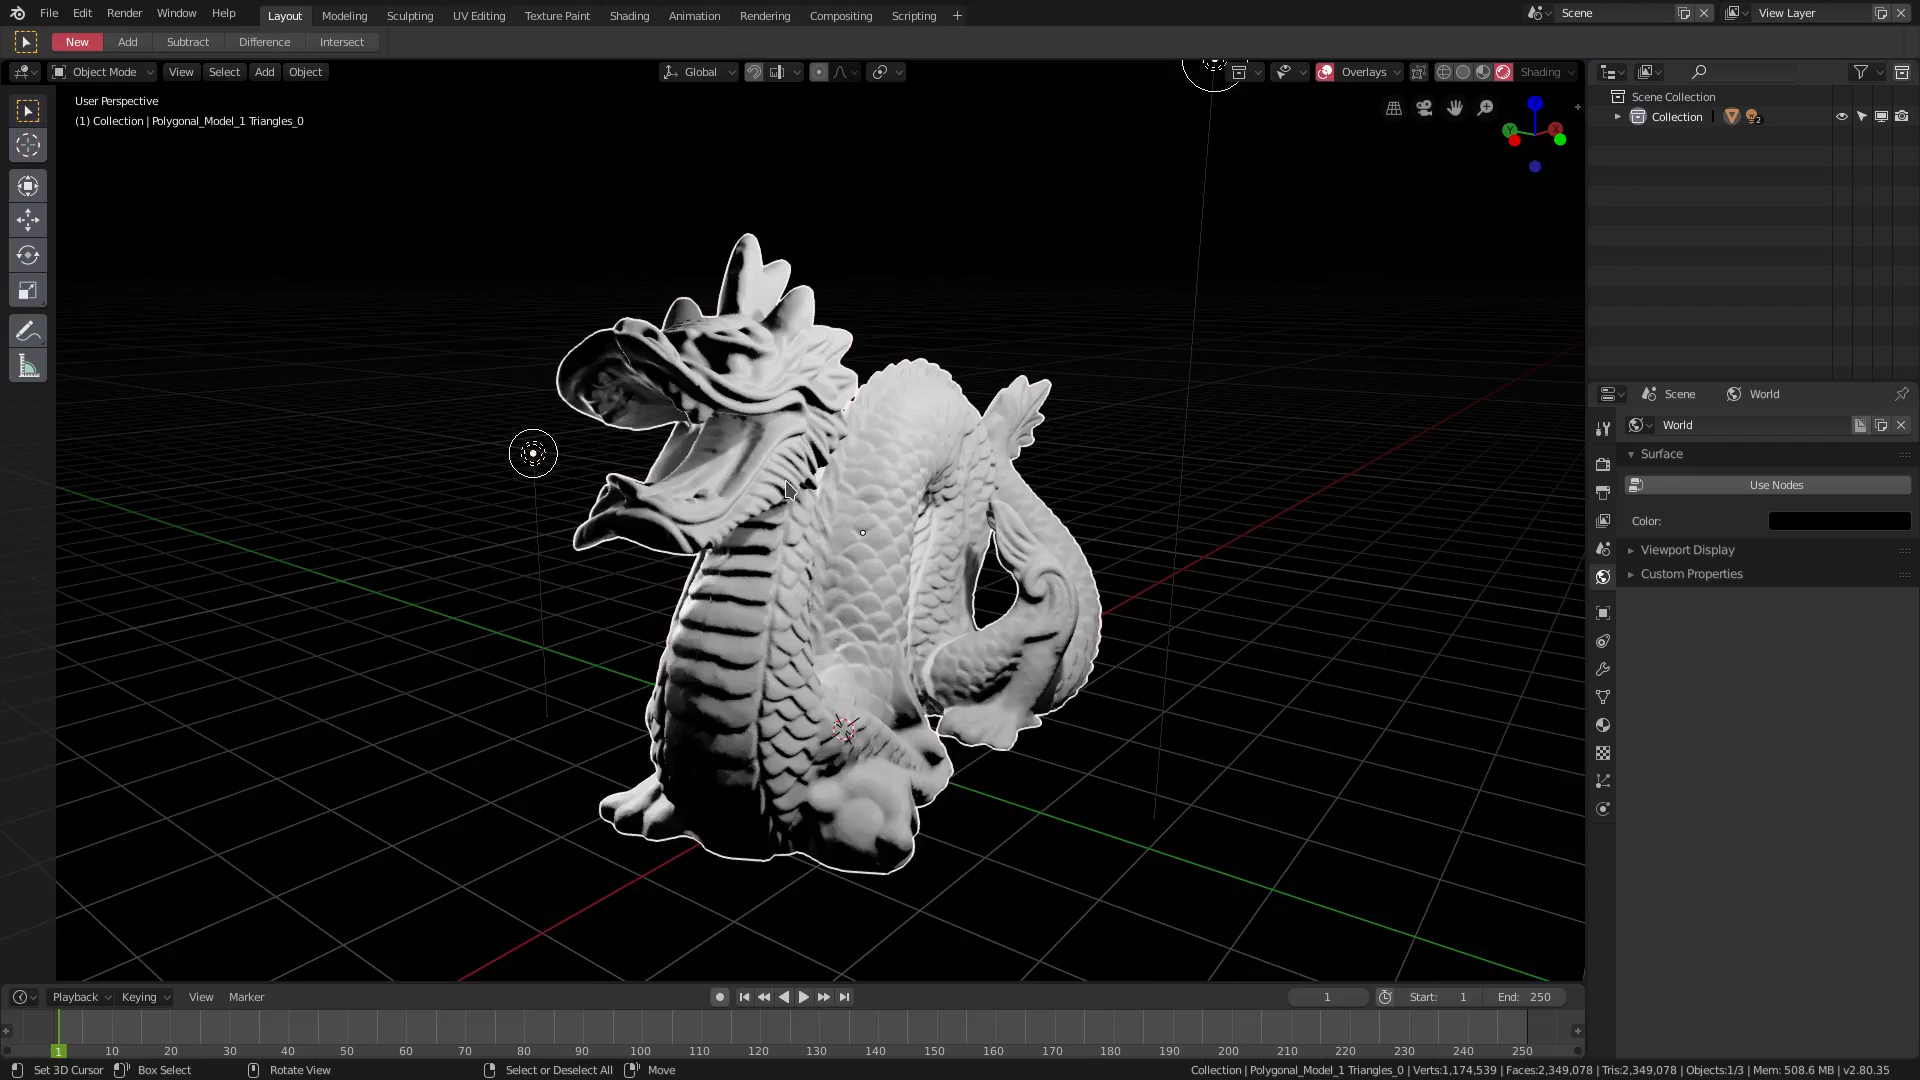 File Edit Render Window Help Layout Modeling Sculpting UV Editing Texture Paint Shading Animation Rendering Compositing Scripting + Scene View Layer
New Add Subtract Difference Intersect
Object Mode View Select Add Object Global Overlays Shading
User Perspective
(1) Collection | Polygonal_Model_1 Triangles_0
Scene Collection
Collection 2
Y X
Scene World
World
Surface
Use Nodes
Color:
Viewport Display
Custom Properties
Playback Keying View Marker 1 Start: 1 End: 250
1 10 20 30 40 50 60 70 80 90 100 110 120 130 140 150 160 170 180 190 200 210 220 230 240 250
Set 3D Cursor Box Select Rotate View Select or Deselect All Move Collection | Polygonal_Model_1 Triangles_0 | Verts:1,174,539 | Faces:2,349,078 | Tris:2,349,078 | Objects:1/3 | Mem: 508.6 MB | v2.80.35